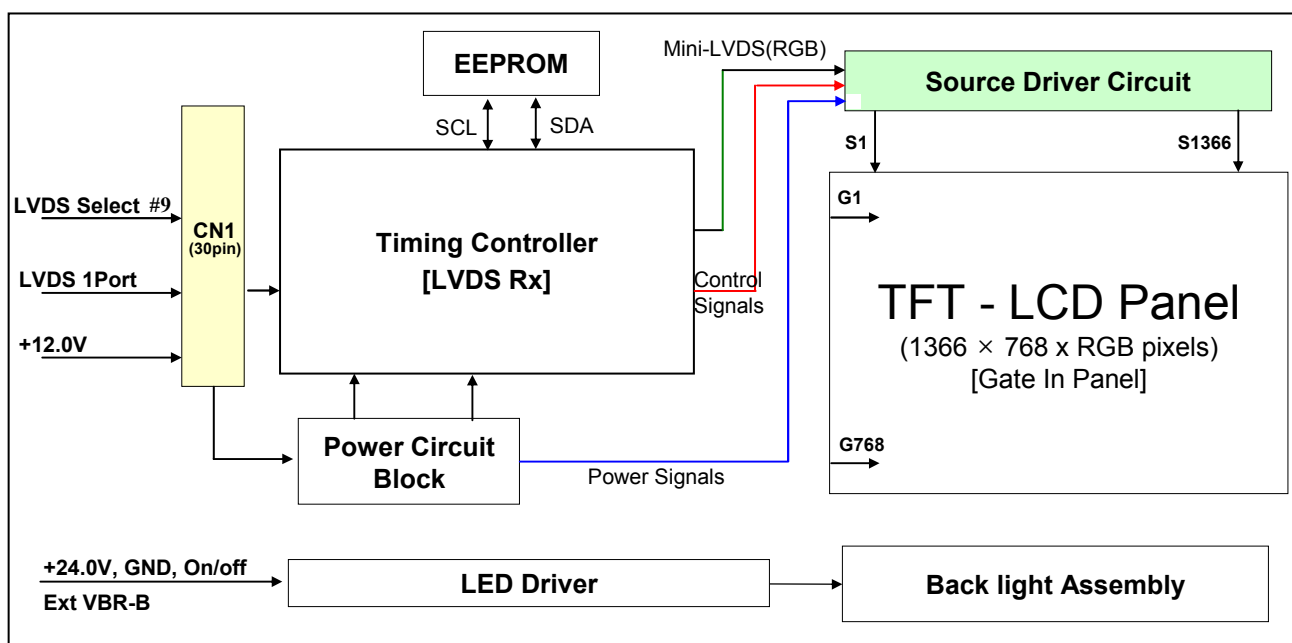 EEPROM
SCL
SDA
Mini-LVDS(RGB)
Source Driver Circuit
S1
S1366
LVDS Select #9
LVDS 1Port
+12.0V
CN1
(30pin)
Timing Controller
[LVDS Rx]
Control
Signals
G1
TFT - LCD Panel
(1366 × 768 x RGB pixels)
[Gate In Panel]
G768
Power Circuit
Block
Power Signals
+24.0V, GND, On/off
Ext VBR-B
LED Driver
Back light Assembly